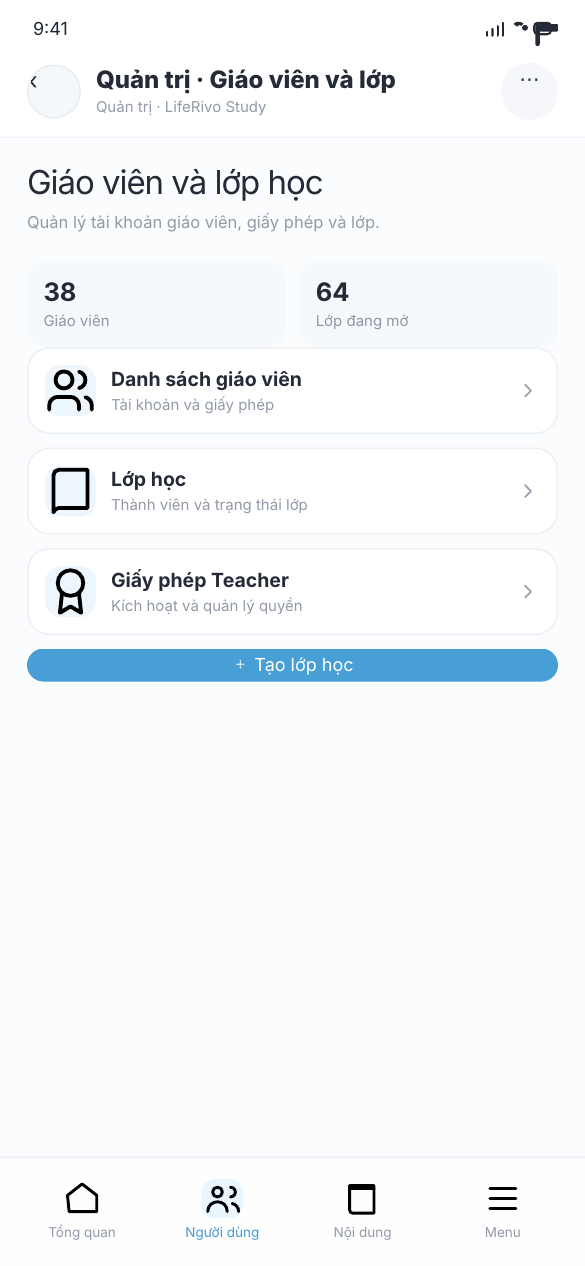 9:41
Quản trị · Giáo viên và lớp
Quản trị · LifeRivo Study
...
Giáo viên và lớp học
Quản lý tài khoản giáo viên, giấy phép và lớp.
38
Giáo viên
64
Lớp đang mở
Danh sách giáo viên
Tài khoản và giấy phép
Lớp học
Thành viên và trạng thái lớp
Giấy phép Teacher
Kích hoạt và quản lý quyền
+ Tạo lớp học
Tổng quan
Người dùng
Nội dung
Menu